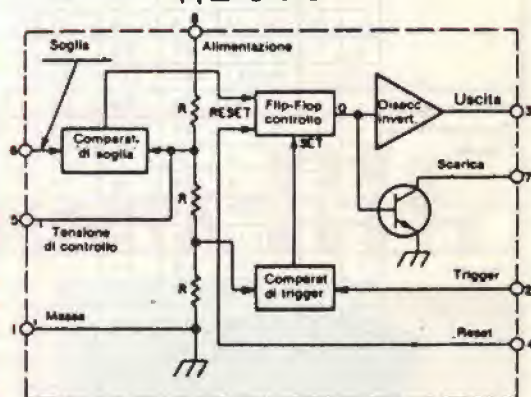 8
Soglia
Alimentazione
R
RESET
Flip-Flop
controllo
Q
Disacc
invert.
Uscita
3
6
Comparat.
di soglia
SET
Scarica
7
5
R
Tensione
di controllo
Comparat
di trigger
Trigger
2
R
1
Massa
Reset
4